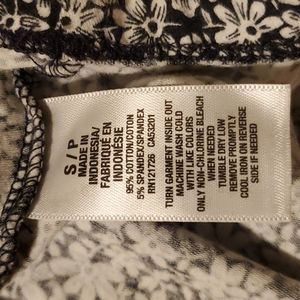 S / P
MADE IN
INDONESIA/
FABRIQUÉ EN
INDONÉSIE
95% COTTON/COTON
5% SPANDEX/SPANDEX
RN121726 CA53201
TURN GARMENT INSIDE OUT
MACHINE WASH COLD
WITH LIKE COLORS
ONLY NON-CHLORINE BLEACH
WHEN NEEDED
TUMBLE DRY LOW
REMOVE PROMPTLY
COOL IRON ON REVERSE
SIDE IF NEEDED